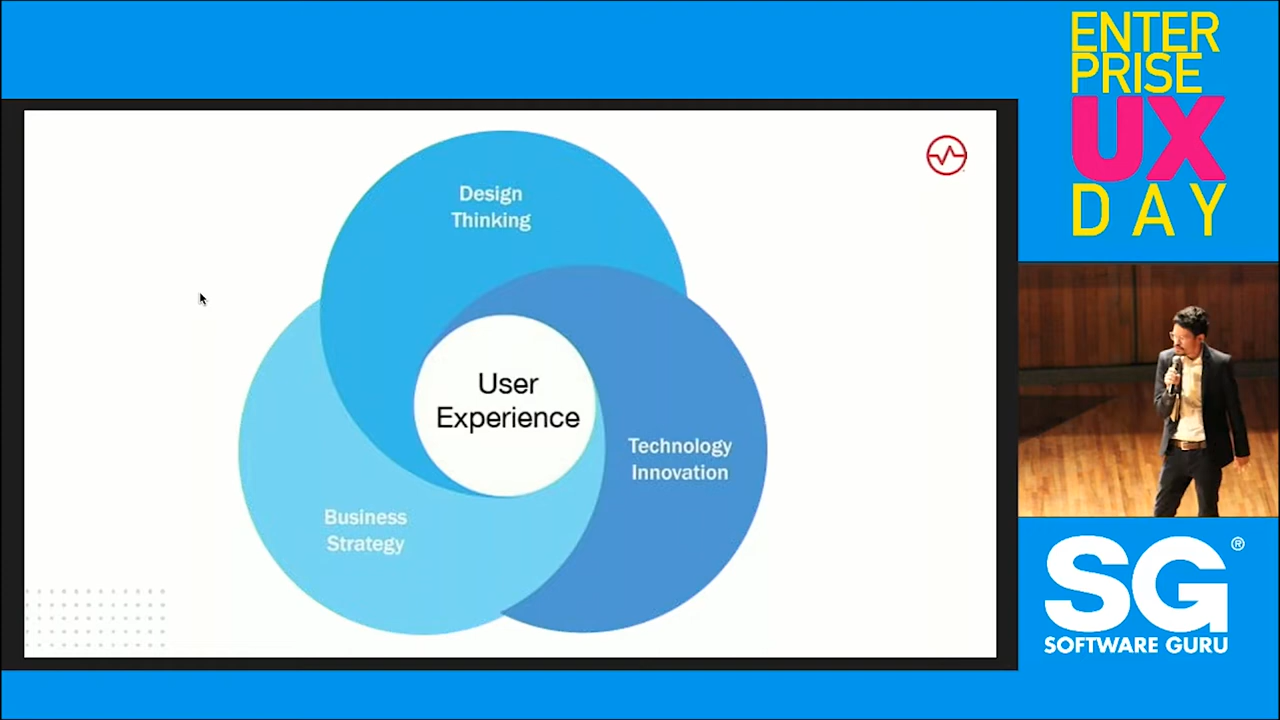 ENTER
PRISE
UX
DAY
Design
Thinking
User
Experience
Technology
Innovation
Business
Strategy
SG®
SOFTWARE GURU